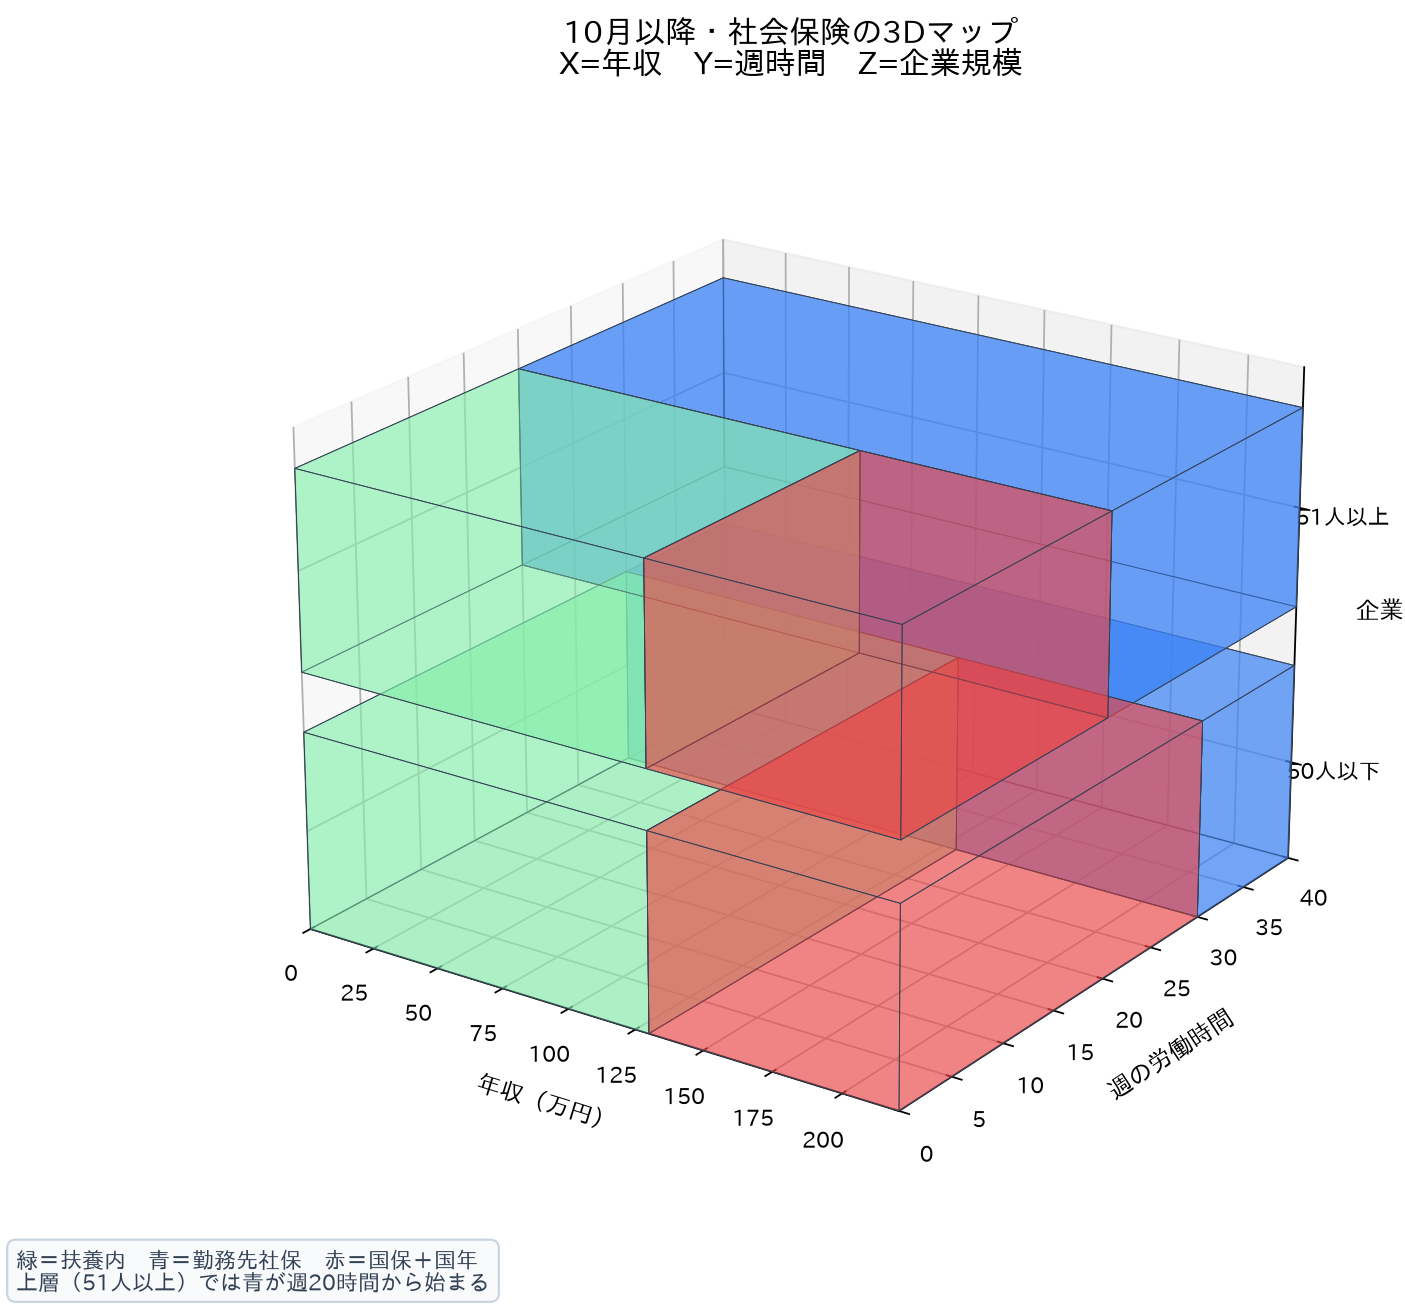 10月以降・社会保険の3Dマップ
X=年収　Y=週時間　Z=企業規模
51人以上
企業
50人以下
0
25
50
75
100
125
150
175
200
年収（万円）
0
5
10
15
20
25
30
35
40
週の労働時間
緑＝扶養内　青＝勤務先社保　赤＝国保＋国年
上層（51人以上）では青が週20時間から始まる